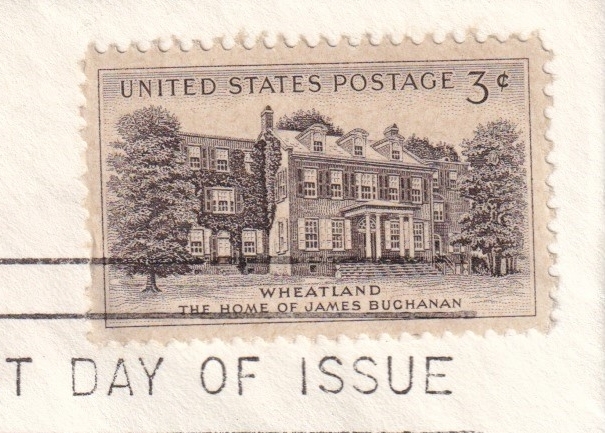 UNITED STATES POSTAGE 3¢
WHEATLAND
THE HOME OF JAMES BUCHANAN
T DAY OF ISSUE